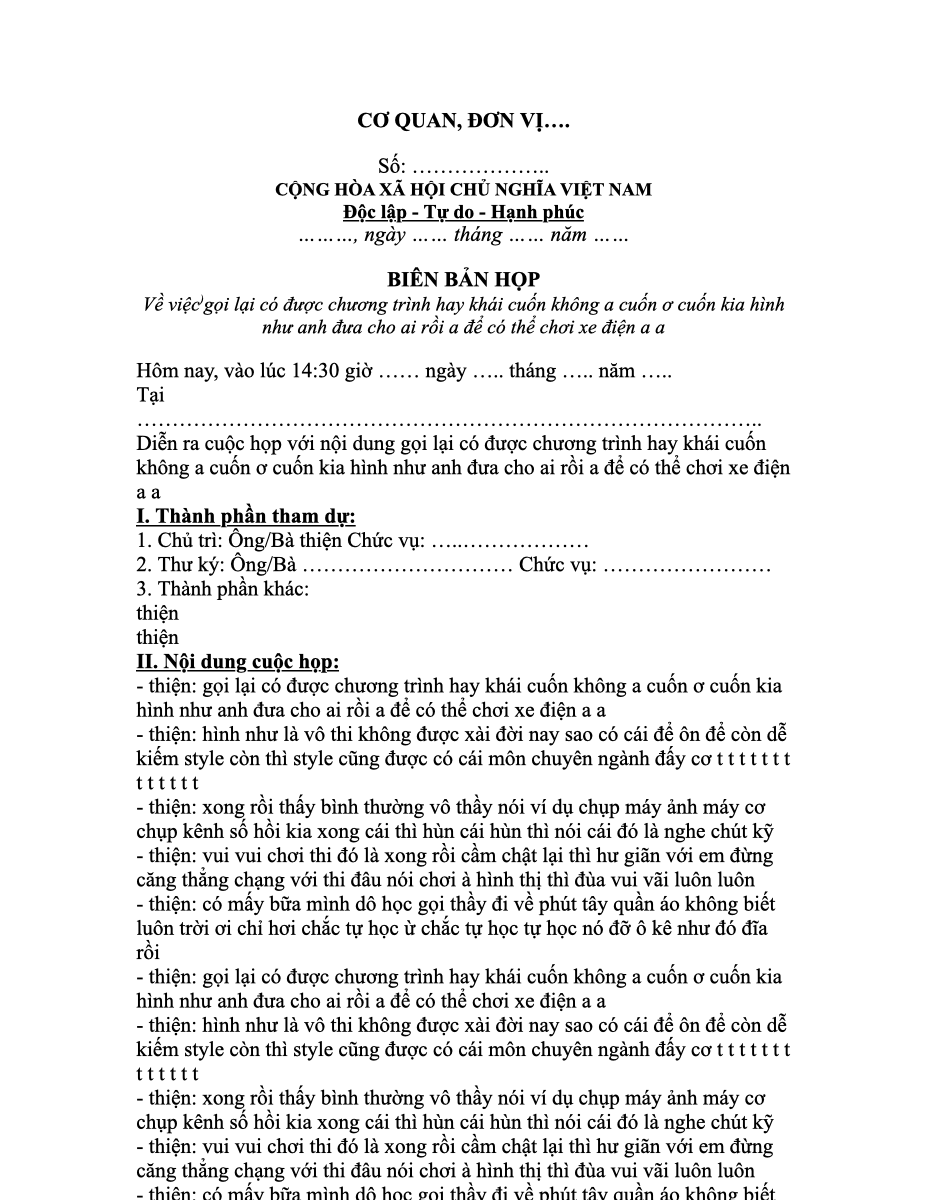 CƠ QUAN, ĐƠN VỊ….
Số: ………………..
CỘNG HÒA XÃ HỘI CHỦ NGHĨA VIỆT NAM
Độc lập - Tự do - Hạnh phúc
………, ngày …… tháng …… năm ……
BIÊN BẢN HỌP
Về việc)gọi lại có được chương trình hay khái cuốn không a cuốn ơ cuốn kia hình
như anh đưa cho ai rồi a để có thể chơi xe điện a a
Hôm nay, vào lúc 14:30 giờ …… ngày ….. tháng ….. năm …..
Tại
……………………………………………………………………………..
Diễn ra cuộc họp với nội dung gọi lại có được chương trình hay khái cuốn
không a cuốn ơ cuốn kia hình như anh đưa cho ai rồi a để có thể chơi xe điện
a a
I. Thành phần tham dự:
1. Chủ trì: Ông/Bà thiện Chức vụ: …..………………
2. Thư ký: Ông/Bà ………………………… Chức vụ: ……………………
3. Thành phần khác:
thiện
thiện
II. Nội dung cuộc họp:
- thiện: gọi lại có được chương trình hay khái cuốn không a cuốn ơ cuốn kia
hình như anh đưa cho ai rồi a để có thể chơi xe điện a a
- thiện: hình như là vô thi không được xài đời nay sao có cái để ôn để còn dễ
kiếm style còn thì style cũng được có cái môn chuyên ngành đấy cơ t t t t t t t
t t t t t t
- thiện: xong rồi thấy bình thường vô thầy nói ví dụ chụp máy ảnh máy cơ
chụp kênh số hồi kia xong cái thì hùn cái hùn thì nói cái đó là nghe chút kỹ
- thiện: vui vui chơi thi đó là xong rồi cầm chật lại thì hư giãn với em đừng
căng thẳng chạng với thi đâu nói chơi à hình thị thì đùa vui vãi luôn luôn
- thiện: có mấy bữa mình dô học gọi thầy đi về phút tây quần áo không biết
luôn trời ơi chỉ hơi chắc tự học ừ chắc tự học tự học nó đỡ ô kê như đó đĩa
rồi
- thiện: gọi lại có được chương trình hay khái cuốn không a cuốn ơ cuốn kia
hình như anh đưa cho ai rồi a để có thể chơi xe điện a a
- thiện: hình như là vô thi không được xài đời nay sao có cái để ôn để còn dễ
kiếm style còn thì style cũng được có cái môn chuyên ngành đấy cơ t t t t t t t
t t t t t t
- thiện: xong rồi thấy bình thường vô thầy nói ví dụ chụp máy ảnh máy cơ
chụp kênh số hồi kia xong cái thì hùn cái hùn thì nói cái đó là nghe chút kỹ
- thiện: vui vui chơi thi đó là xong rồi cầm chật lại thì hư giãn với em đừng
căng thẳng chạng với thi đâu nói chơi à hình thị thì đùa vui vãi luôn luôn
- thiện: có mấy bữa mình dô học gọi thầy đi về phút tây quần áo không biết